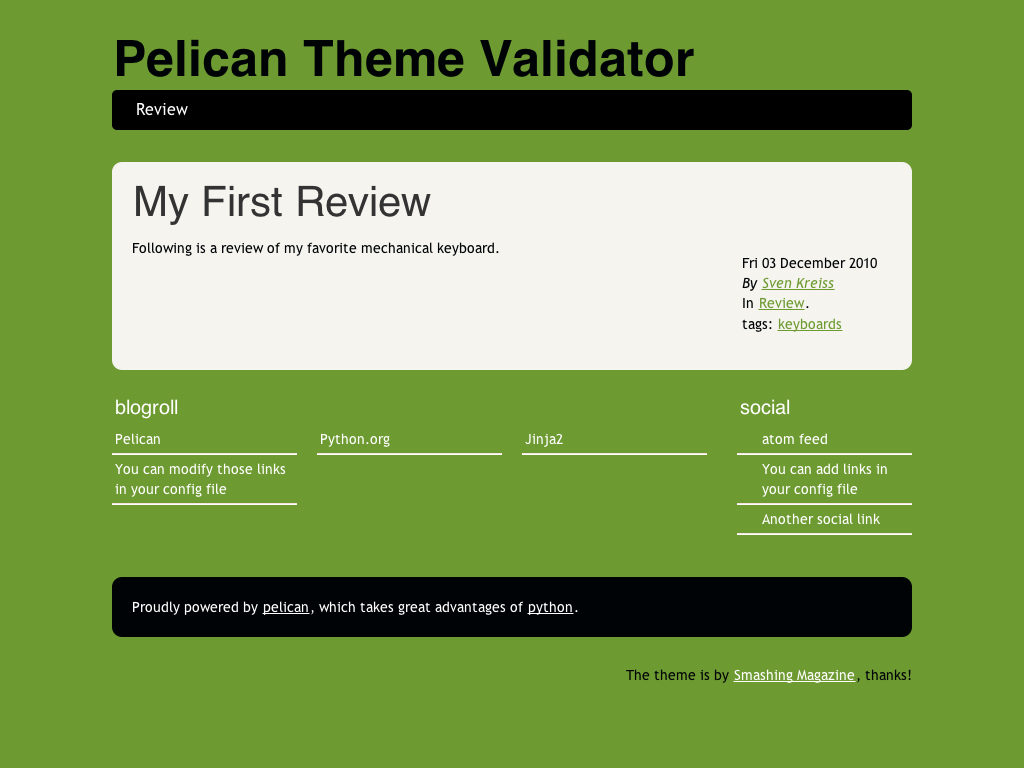 Pelican Theme Validator
Review
My First Review
Following is a review of my favorite mechanical keyboard.
Fri 03 December 2010
By Sven Kreiss
In Review.
tags: keyboards
blogroll
Pelican
Python.org
Jinja2
You can modify those links
in your config file
social
atom feed
You can add links in
your config file
Another social link
Proudly powered by pelican, which takes great advantages of python.
The theme is by Smashing Magazine, thanks!